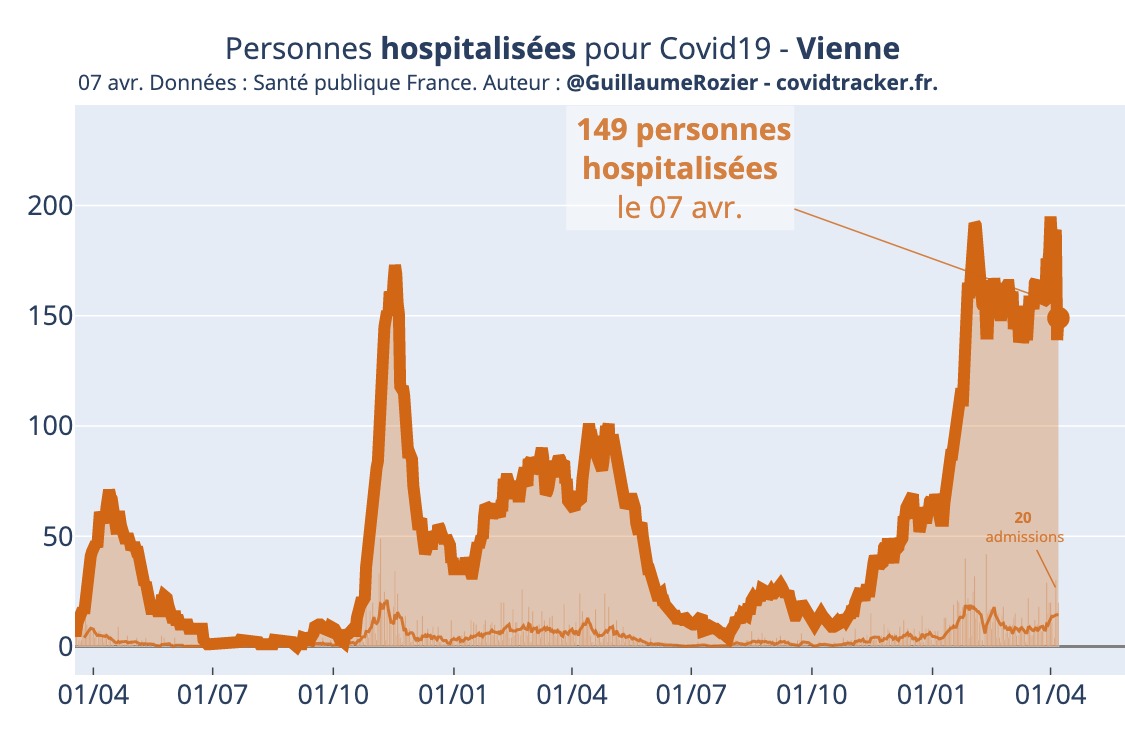 Personnes hospitalisées pour Covid19 - Vienne
07 avr. Données : Santé publique France. Auteur : @GuillaumeRozier - covidtracker.fr.
149 personnes
hospitalisées
le 07 avr.
200
150
100
50
0
20
admissions
01/04 01/07 01/10 01/01 01/04 01/07 01/10 01/01 01/04